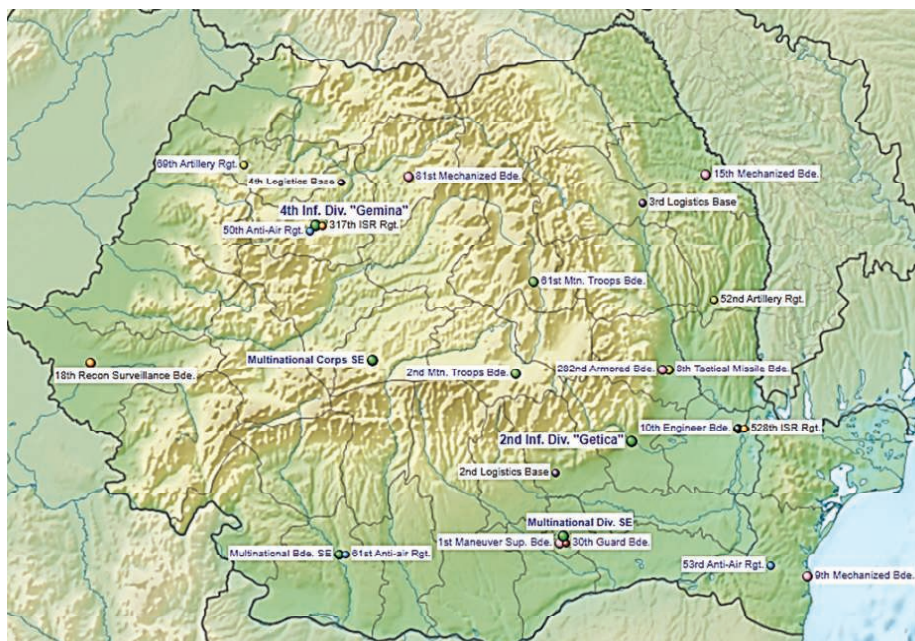 69th Artillery Rgt.
4th Logistics Base
81st Mechanized Bde.
15th Mechanized Bde.
3rd Logistics Base
4th Inf. Div. "Gemina"
50th Anti-Air Rgt.
317th ISR Rgt.
61st Mtn. Troops Bde.
52nd Artillery Rgt.
Multinational Corps SE
18th Recon Surveillance Bde.
2nd Mtn. Troops Bde.
282nd Armored Bde.
8th Tactical Missile Bde.
10th Engineer Bde.
528th ISR Rgt.
2nd Inf. Div. "Getica"
2nd Logistics Base
Multinational Div. SE
1st Maneuver Sup. Bde.
30th Guard Bde.
Multinational Bde. SE
61st Anti-air Rgt.
53rd Anti-Air Rgt.
9th Mechanized Bde.